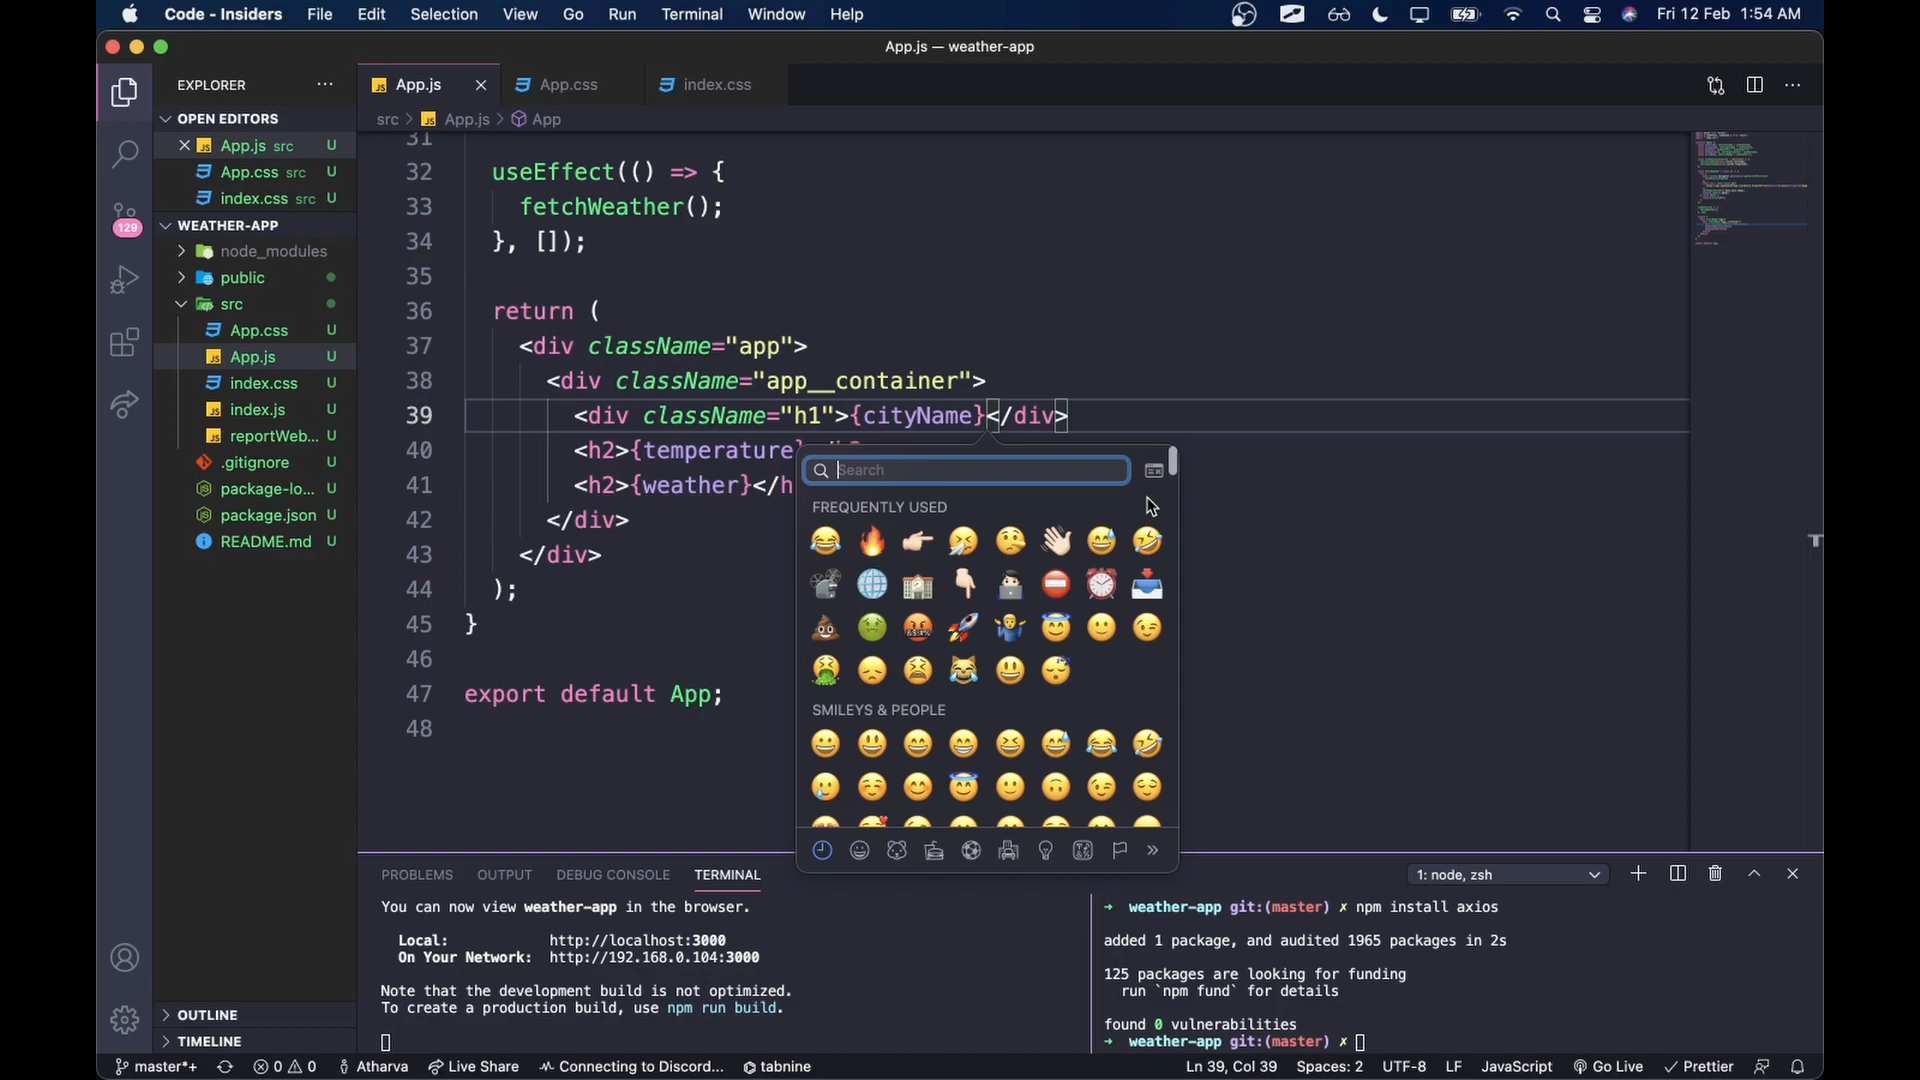 Code - Insiders File Edit Selection View Go Run Terminal Window Help Fri 12 Feb 1:54 AM
App.js — weather-app
EXPLORER
App.js
App.css
index.css
OPEN EDITORS
App.js src U
App.css src U
index.css src U
129
WEATHER-APP
node_modules
public
src
App.css U
App.js U
index.css U
index.js U
reportWeb... U
.gitignore U
package-lo... U
package.json U
README.md U
OUTLINE
TIMELINE
src > App.js > App
31
32 useEffect(() => {
33 fetchWeather();
34 }, []);
35
36 return (
37 <div className="app">
38 <div className="app__container">
39 <div className="h1">{cityName}</div>
40 <h2>{temperature}
41 <h2>{weather}</h
42 </div>
43 </div>
44 );
45 }
46
47 export default App;
48
Search
FREQUENTLY USED
SMILEYS & PEOPLE
PROBLEMS OUTPUT DEBUG CONSOLE TERMINAL
1: node, zsh
You can now view weather-app in the browser.
Local: http://localhost:3000
On Your Network: http://192.168.0.104:3000
Note that the development build is not optimized.
To create a production build, use npm run build.
→ weather-app git:(master) ✗ npm install axios
added 1 package, and audited 1965 packages in 2s
125 packages are looking for funding
run `npm fund` for details
found 0 vulnerabilities
→ weather-app git:(master) ✗
master*+ 0 0 Atharva Live Share Connecting to Discord... tabnine Ln 39, Col 39 Spaces: 2 UTF-8 LF JavaScript Go Live Prettier